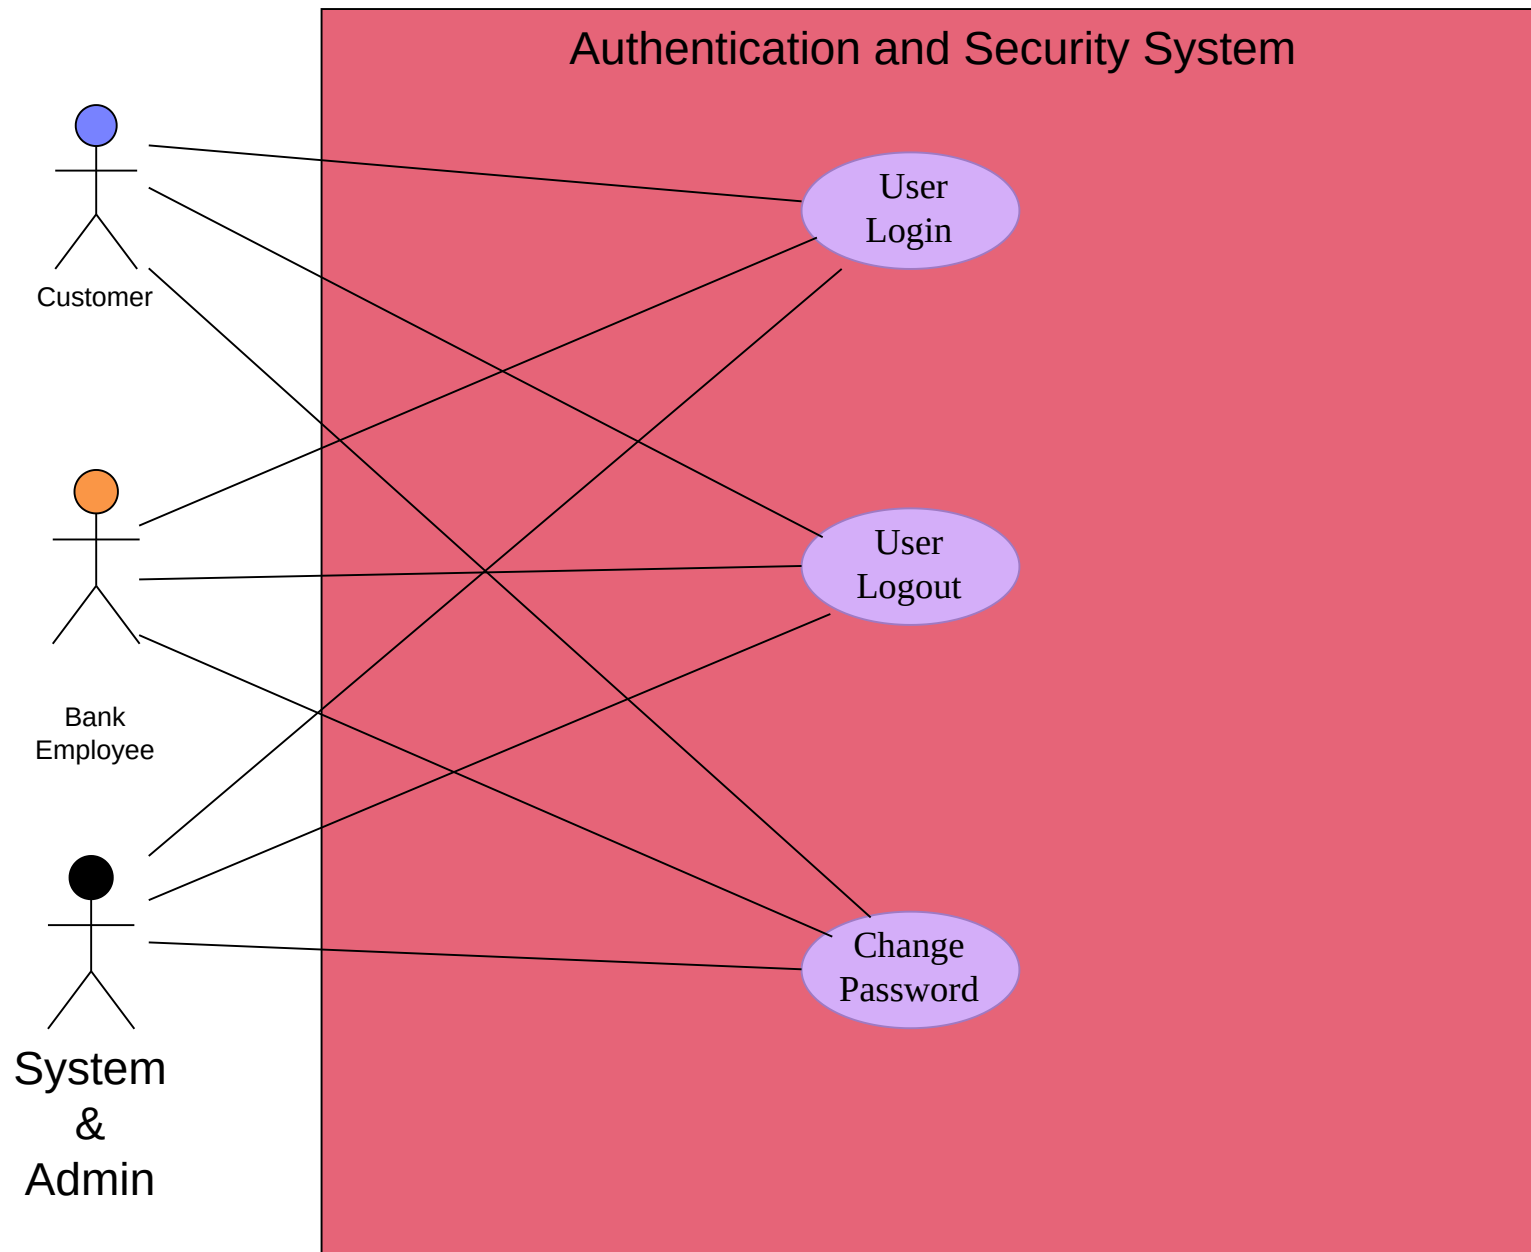 Authentication and Security System
User
Login
Customer
User
Logout
Bank
Employee
Change
Password
System
&
Admin